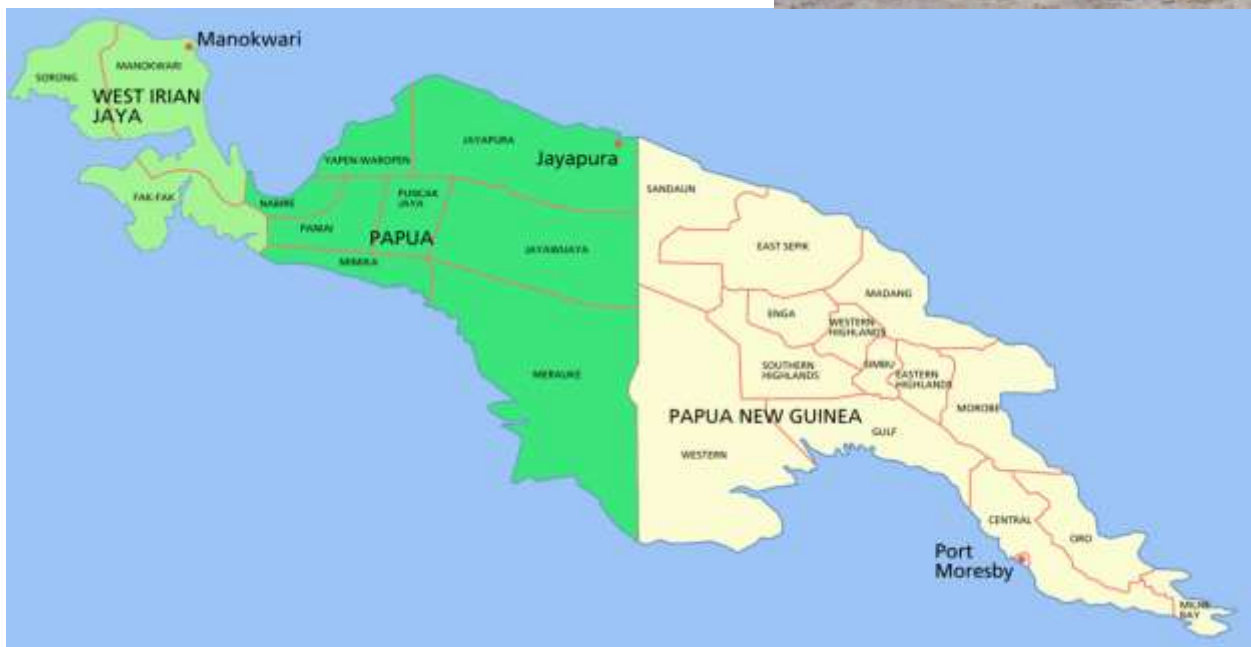 Manokwari
MANOKWARI
SORONG
WEST IRIAN
JAYA
FAK-FAK
YAPEN-WAROPEN
JAYAPURA
Jayapura
NABIRE
PUNCAK
JAYA
PANIAI
PAPUA
JAYAWIJAYA
MIMIKA
MERAUKE
SANDAUN
EAST SEPIK
MADANG
ENGA
WESTERN
HIGHLANDS
SOUTHERN
HIGHLANDS
SIMBU
EASTERN
HIGHLANDS
MOROBE
PAPUA NEW GUINEA
GULF
WESTERN
CENTRAL
ORO
Port
Moresby
MILNE
BAY